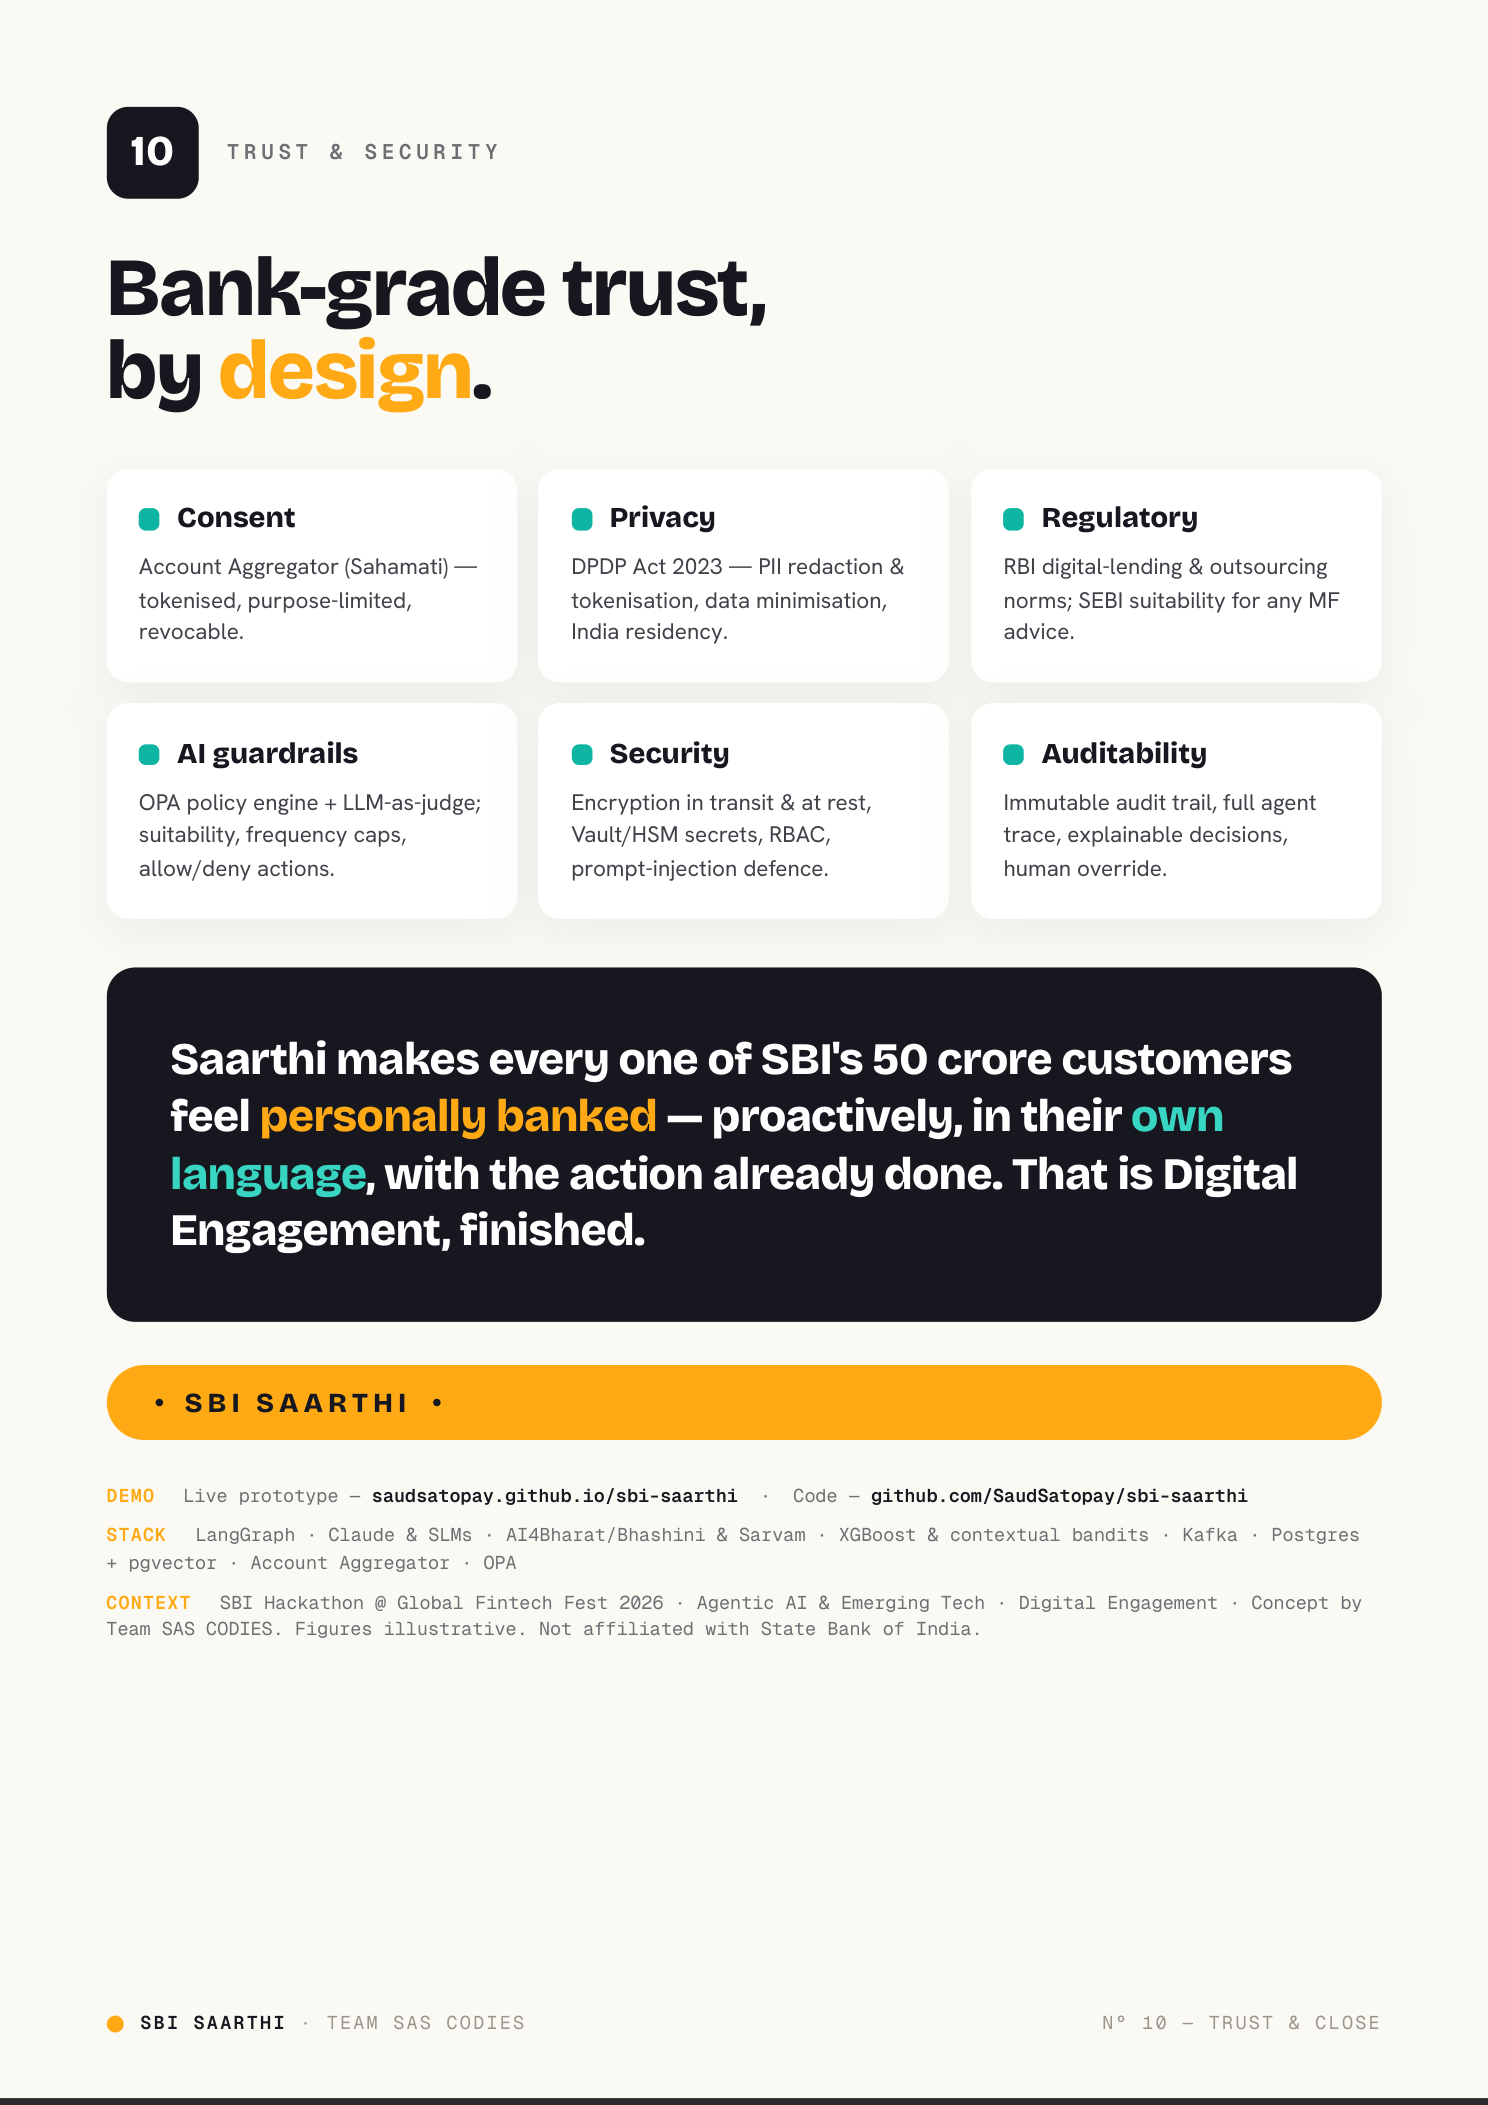 10
TRUST & SECURITY
Bank-grade trust,
by design.
Consent
Account Aggregator (Sahamati) —
tokenised, purpose-limited,
revocable.
Privacy
DPDP Act 2023 — PII redaction &
tokenisation, data minimisation,
India residency.
Regulatory
RBI digital-lending & outsourcing
norms; SEBI suitability for any MF
advice.
AI guardrails
OPA policy engine + LLM-as-judge;
suitability, frequency caps,
allow/deny actions.
Security
Encryption in transit & at rest,
Vault/HSM secrets, RBAC,
prompt-injection defence.
Auditability
Immutable audit trail, full agent
trace, explainable decisions,
human override.
Saarthi makes every one of SBI's 50 crore customers
feel personally banked — proactively, in their own
language, with the action already done. That is Digital
Engagement, finished.
• SBI SAARTHI •
DEMO Live prototype — saudsatopay.github.io/sbi-saarthi · Code — github.com/SaudSatopay/sbi-saarthi
STACK LangGraph · Claude & SLMs · AI4Bharat/Bhashini & Sarvam · XGBoost & contextual bandits · Kafka · Postgres
+ pgvector · Account Aggregator · OPA
CONTEXT SBI Hackathon @ Global Fintech Fest 2026 · Agentic AI & Emerging Tech · Digital Engagement · Concept by
Team SAS CODIES. Figures illustrative. Not affiliated with State Bank of India.
SBI SAARTHI · TEAM SAS CODIES
N° 10 — TRUST & CLOSE